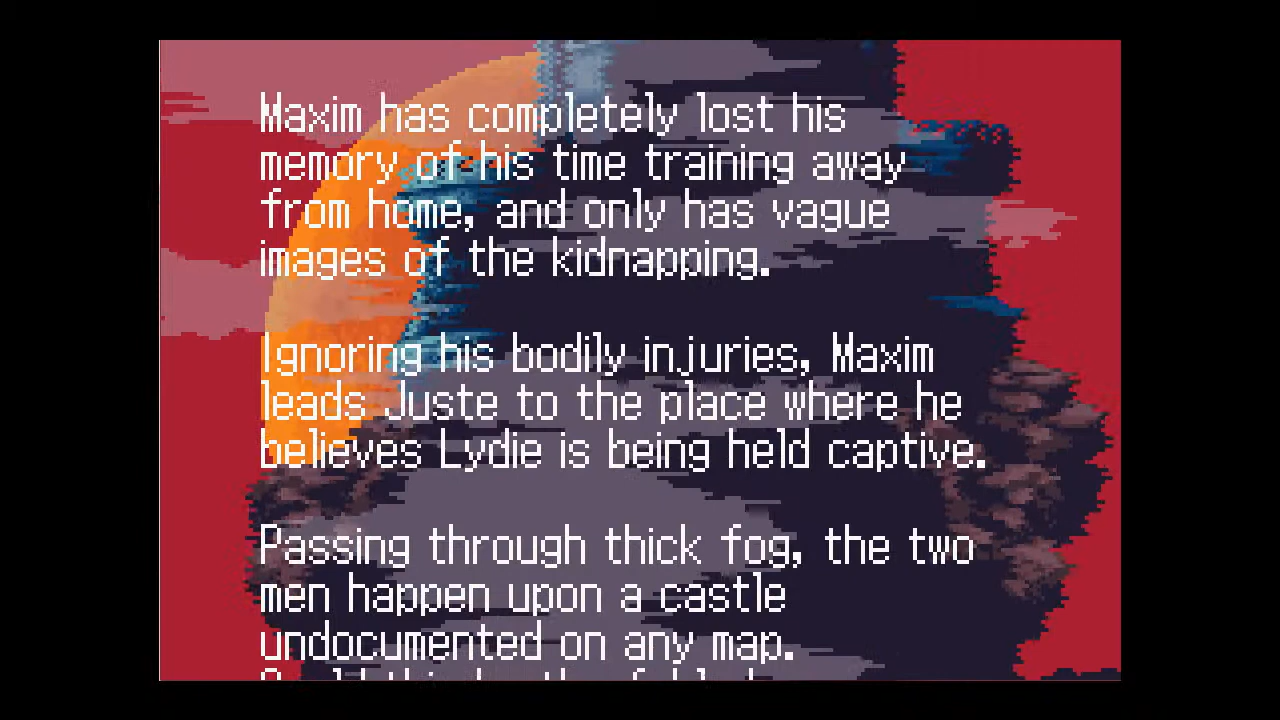 Maxim has completely lost his
memory of his time training away
from home, and only has vague
images of the kidnapping.
Ignoring his bodily injuries, Maxim
leads Juste to the place where he
believes Lydie is being held captive.
Passing through thick fog, the two
men happen upon a castle
undocumented on any map.